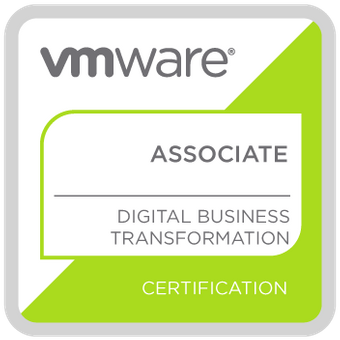 vmware®
ASSOCIATE
DIGITAL BUSINESS
TRANSFORMATION
CERTIFICATION